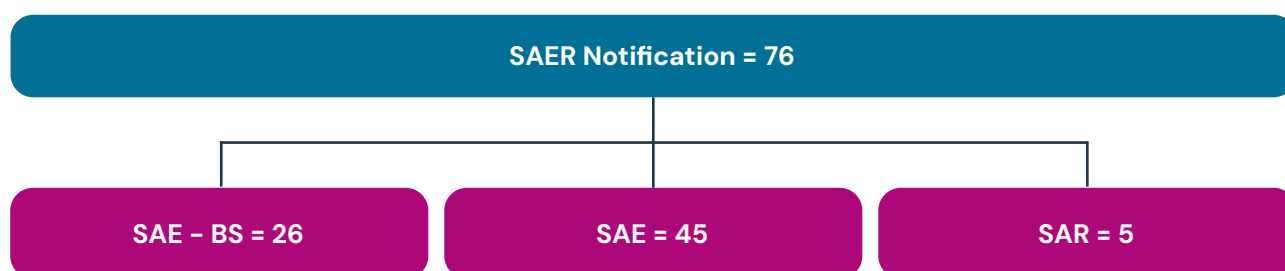 SAER Notification = 76
SAE – BS = 26
SAE = 45
SAR = 5